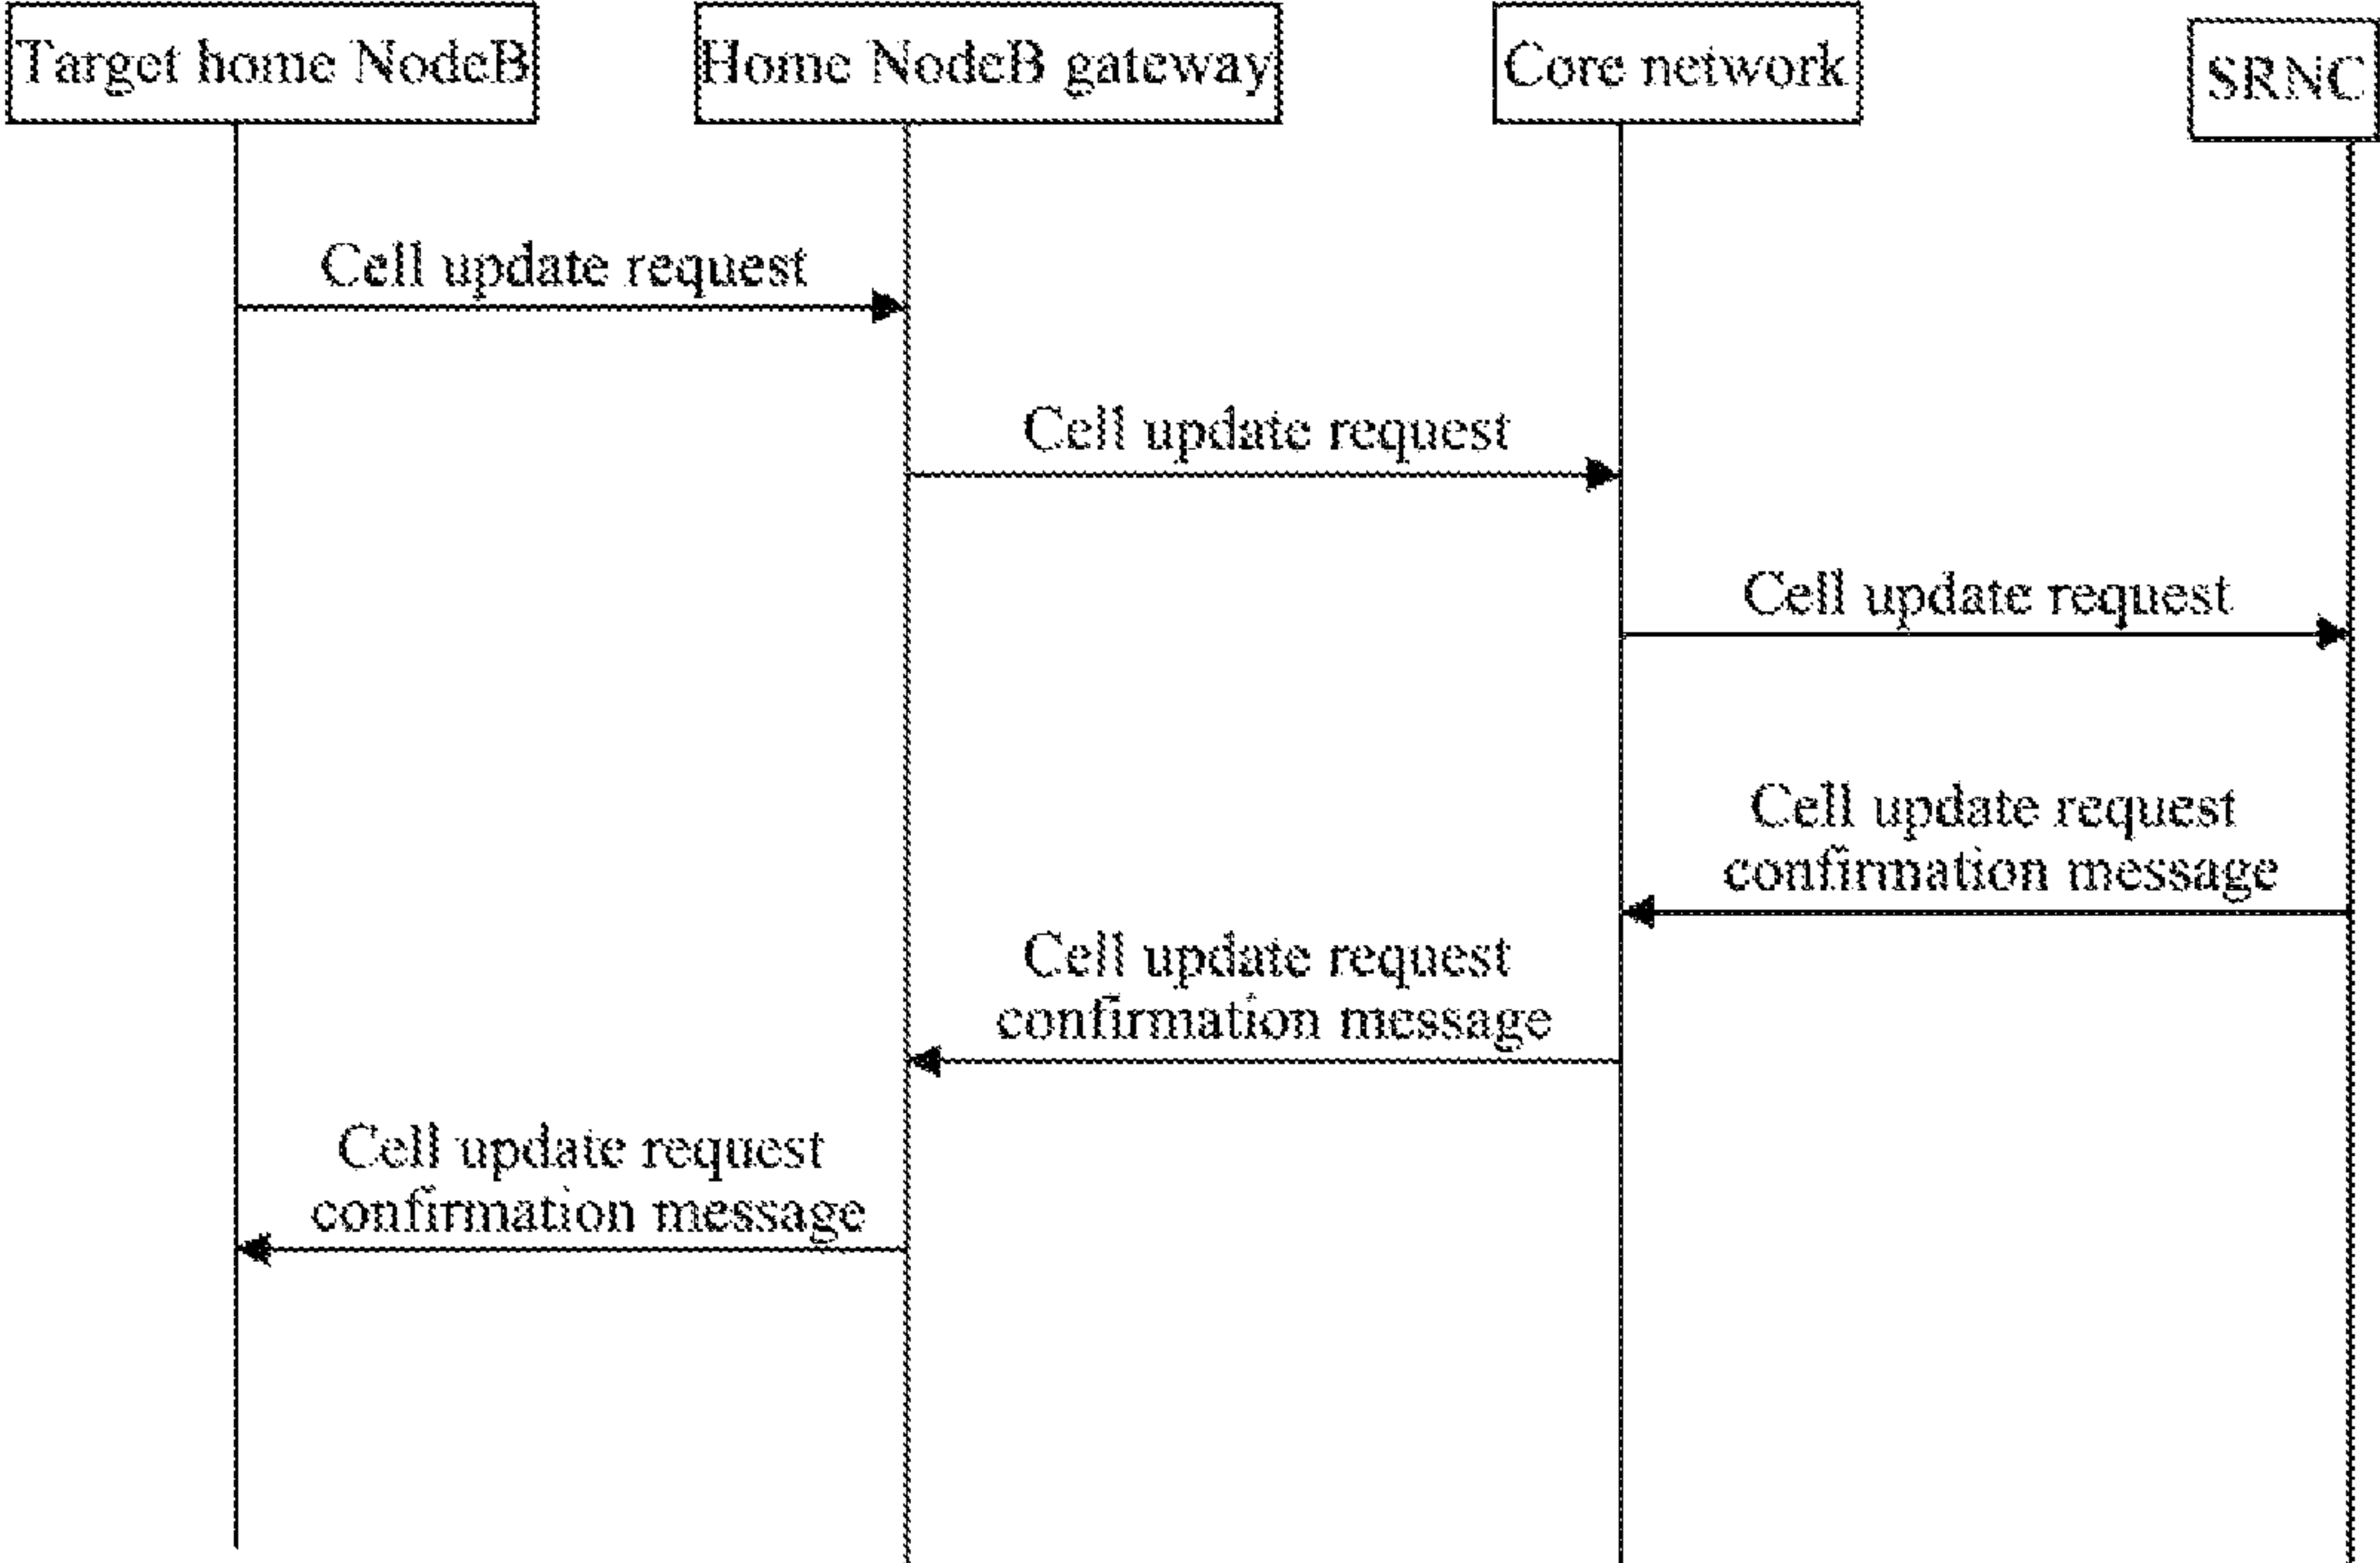 Target home NodeB
Home NodeB gateway
Core network
SRNC
Cell update request
Cell update request
Cell update request
Cell update request
confirmation message
Cell update request
confirmation message
Cell update request
confirmation message